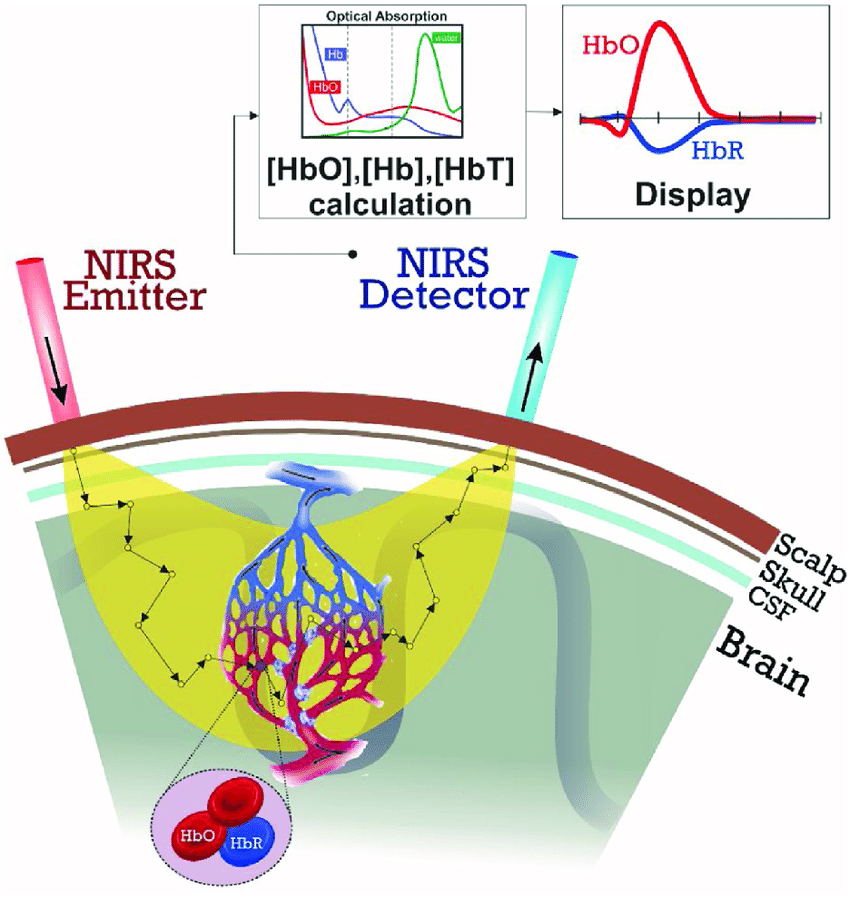 Optical Absorption
Hb
water
HbO
[HbO],[Hb],[HbT]
calculation
HbO
HbR
Display
NIRS
Emitter
NIRS
Detector
Scalp
Skull
CSF
Brain
HbO
HbR